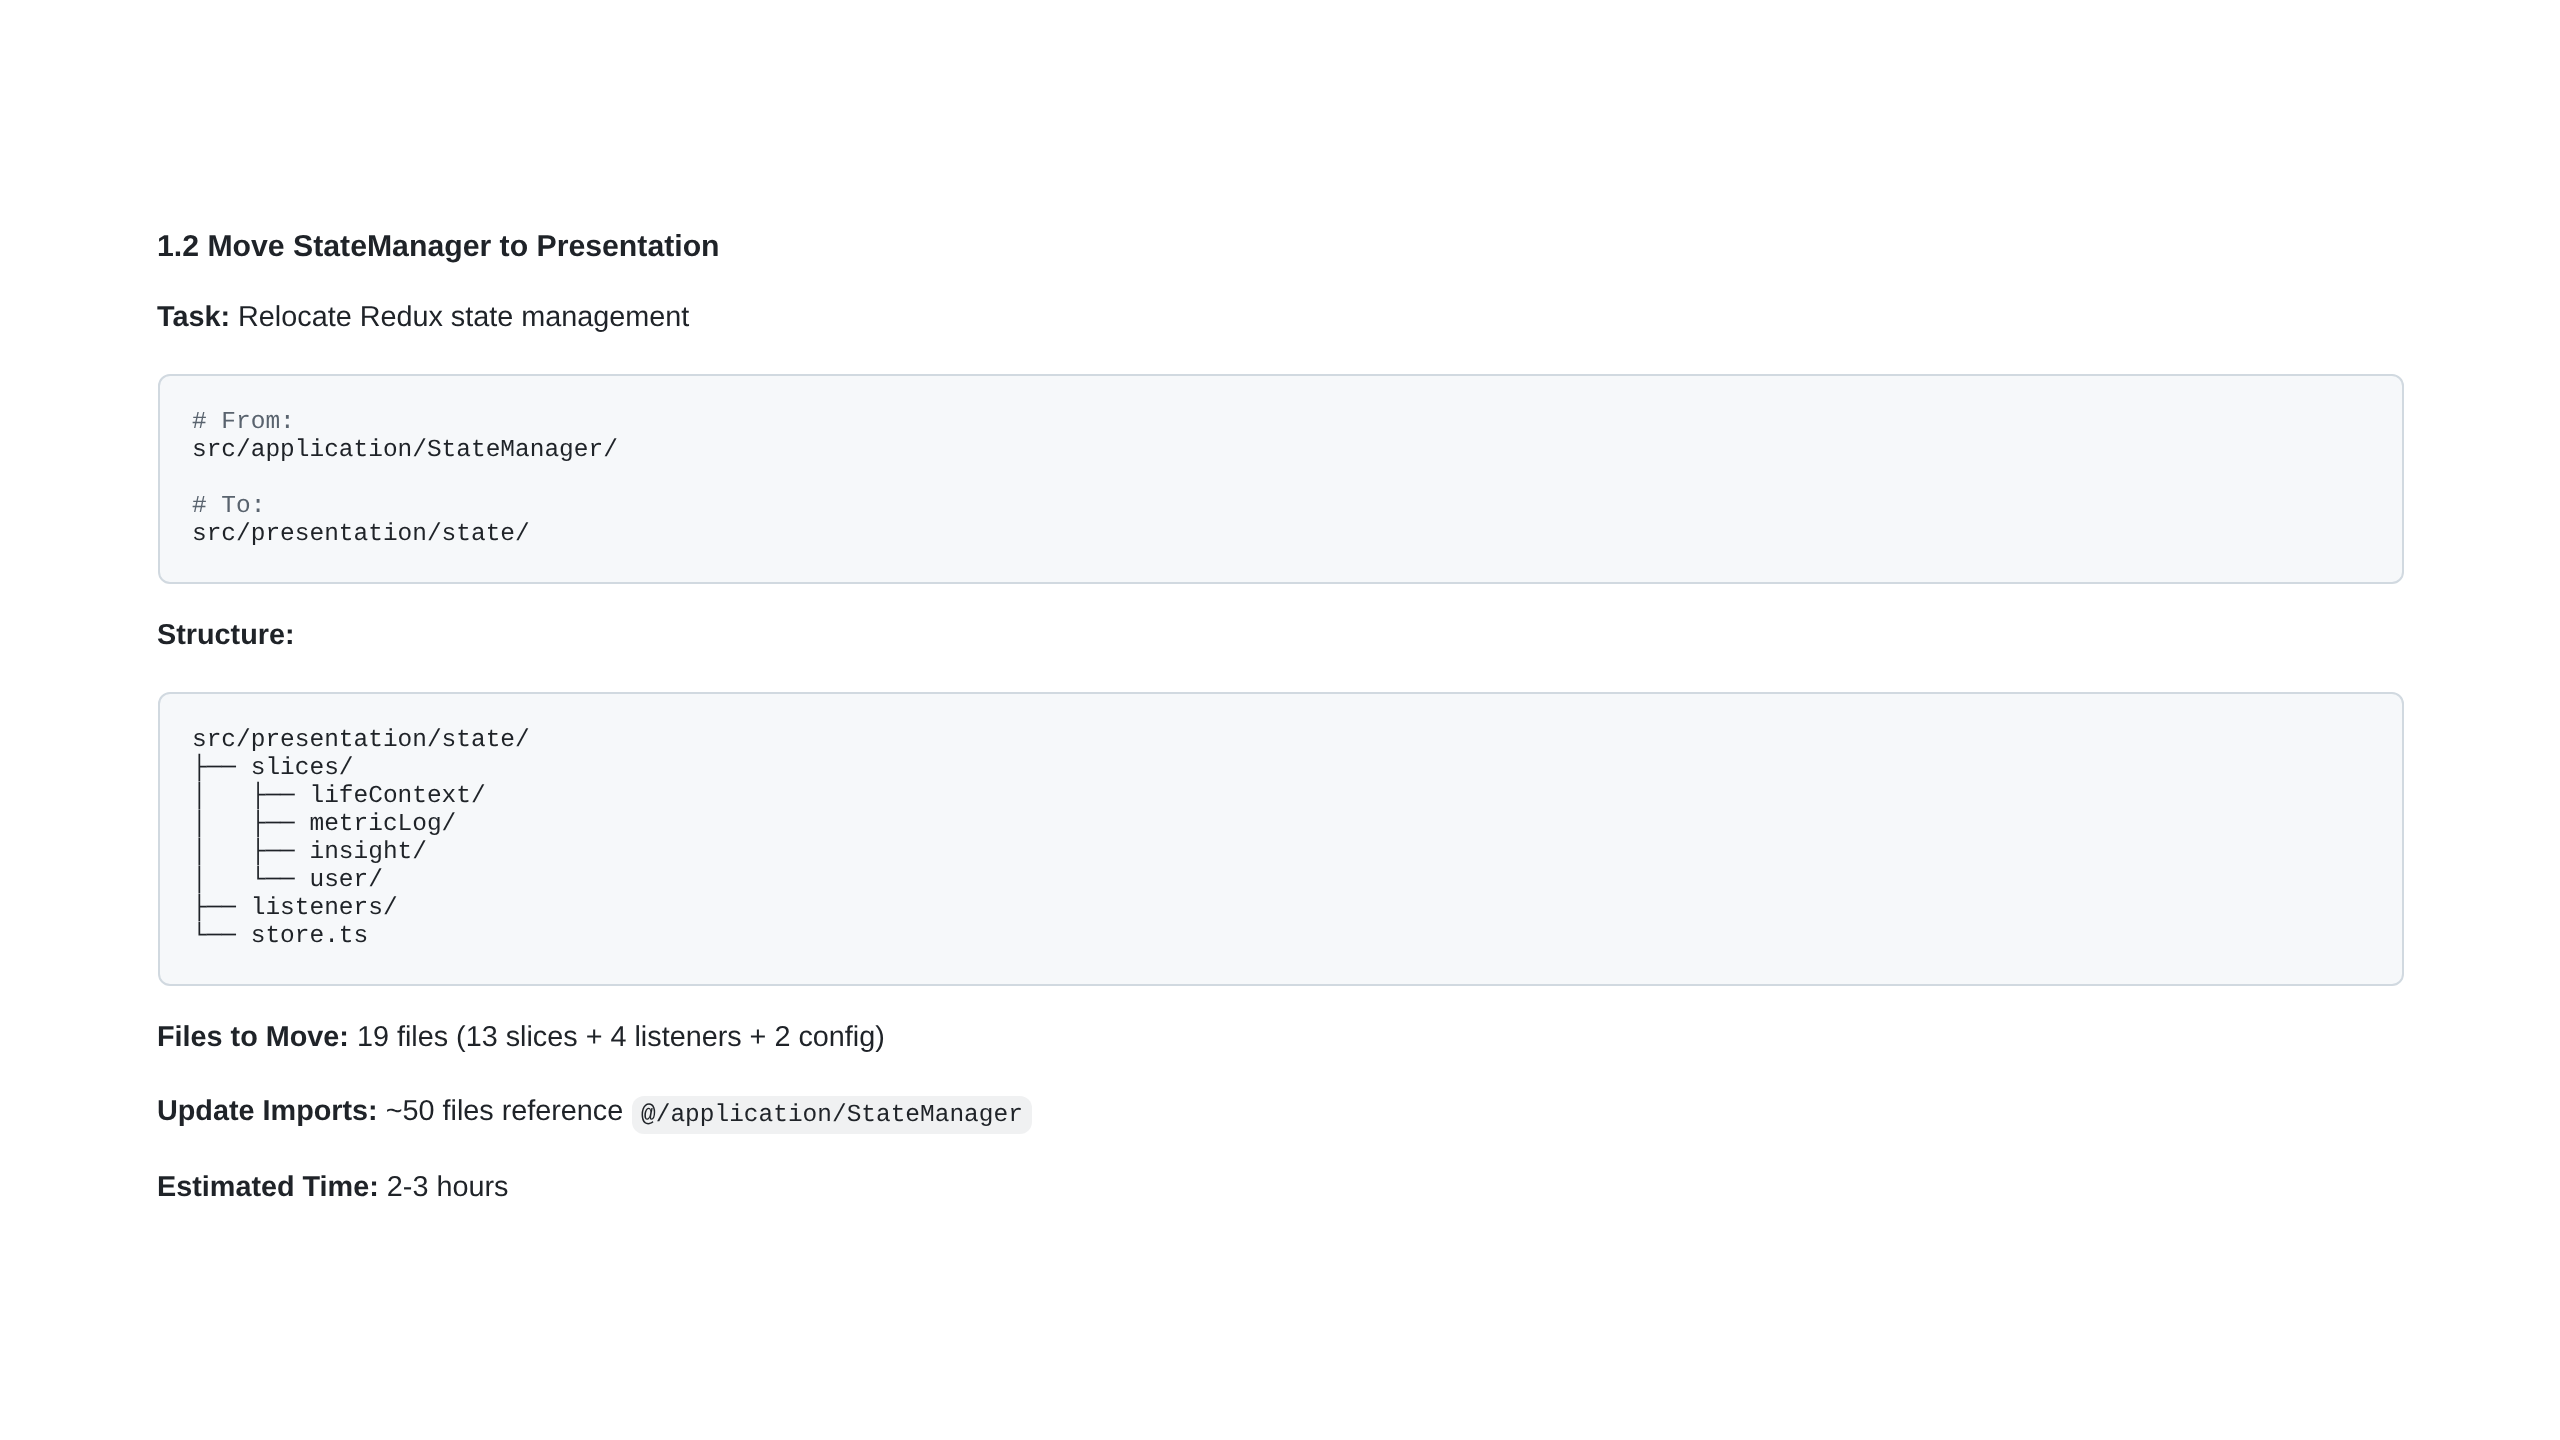 1.2 Move StateManager to Presentation
Task: Relocate Redux state management
# From:
src/application/StateManager/
# To:
src/presentation/state/
Structure:
src/presentation/state/
├── slices/
│   ├── lifeContext/
│   ├── metricLog/
│   ├── insight/
│   └── user/
├── listeners/
└── store.ts
Files to Move: 19 files (13 slices + 4 listeners + 2 config)
Update Imports: ~50 files reference @/application/StateManager
Estimated Time: 2-3 hours